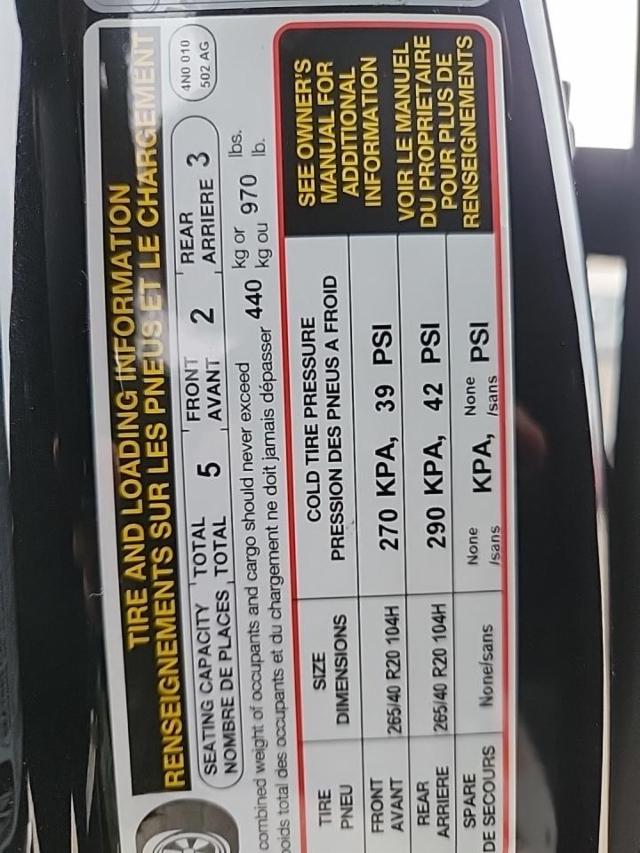 TIRE AND LOADING INFORMATION
RENSEIGNEMENTS SUR LES PNEUS ET LE CHARGEMENT
SEATING CAPACITY TOTAL 5 FRONT 2 REAR 3
NOMBRE DE PLACES TOTAL AVANT ARRIERE
4N0 010
502 AG
combined weight of occupants and cargo should never exceed 440 kg or 970 lbs.
poids total des occupants et du chargement ne doit jamais dépasser kg ou lb.
TIRE SIZE COLD TIRE PRESSURE
PNEU DIMENSIONS PRESSION DES PNEUS A FROID
FRONT 265/40 R20 104H 270 KPA, 39 PSI
AVANT
REAR 265/40 R20 104H 290 KPA, 42 PSI
ARRIERE
SPARE None/sans None KPA, None PSI
DE SECOURS /sans /sans
SEE OWNER'S
MANUAL FOR
ADDITIONAL
INFORMATION
VOIR LE MANUEL
DU PROPRIETAIRE
POUR PLUS DE
RENSEIGNEMENTS